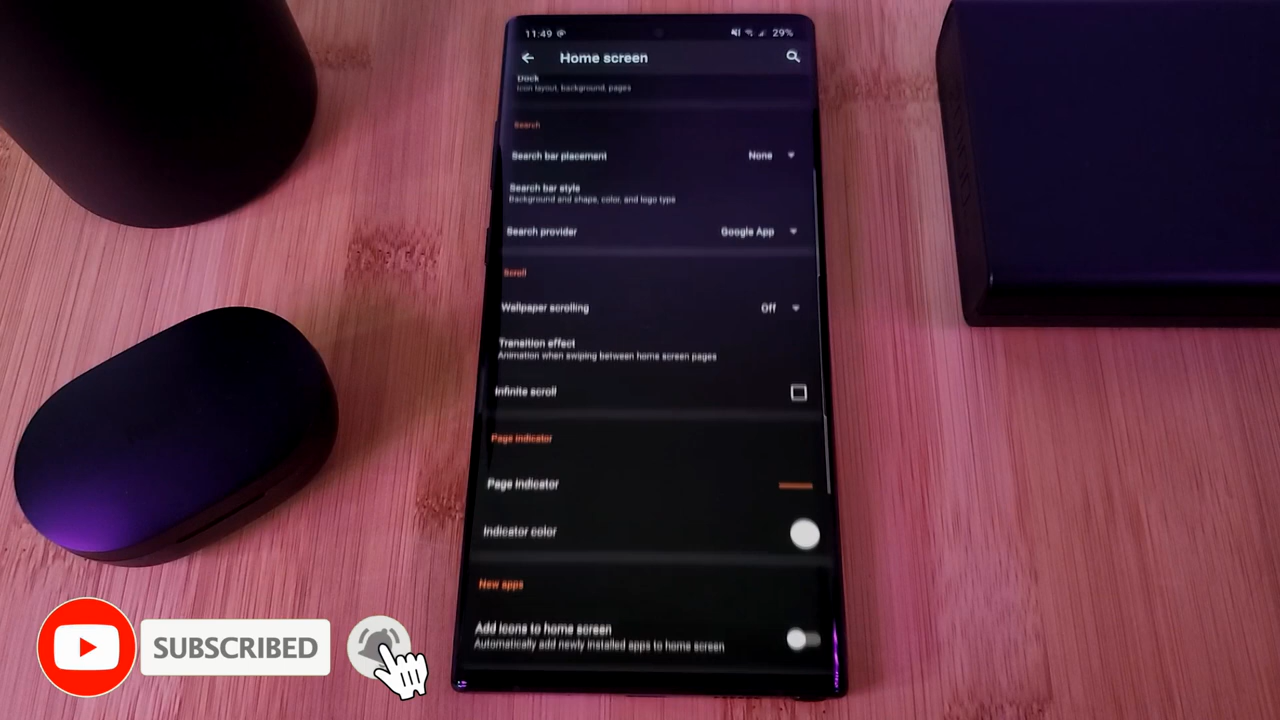 11:49
29%
Home screen
Dock
Icon layout, background, pages
Search
Search bar placement
None
Search bar style
Background and shape, color, and logo type
Search provider
Google App
Scroll
Wallpaper scrolling
Off
Transition effect
Animation when swiping between home screen pages
Infinite scroll
Page indicator
Page indicator
Indicator color
New apps
Add icons to home screen
Automatically add newly installed apps to home screen
SUBSCRIBED